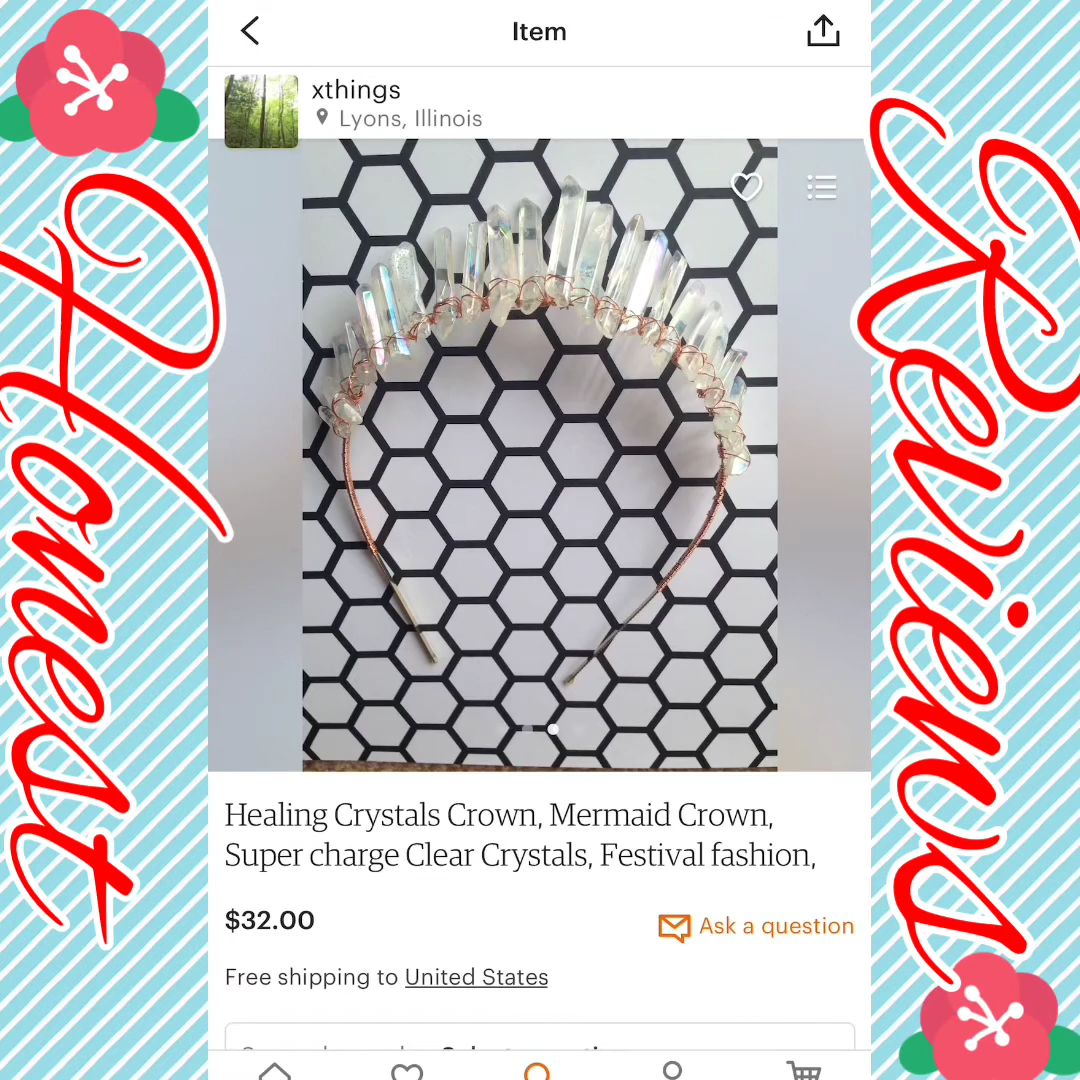 Item
xthings
Lyons, Illinois
Honest
Reviews
Healing Crystals Crown, Mermaid Crown,
Super charge Clear Crystals, Festival fashion,
$32.00
Ask a question
Free shipping to United States